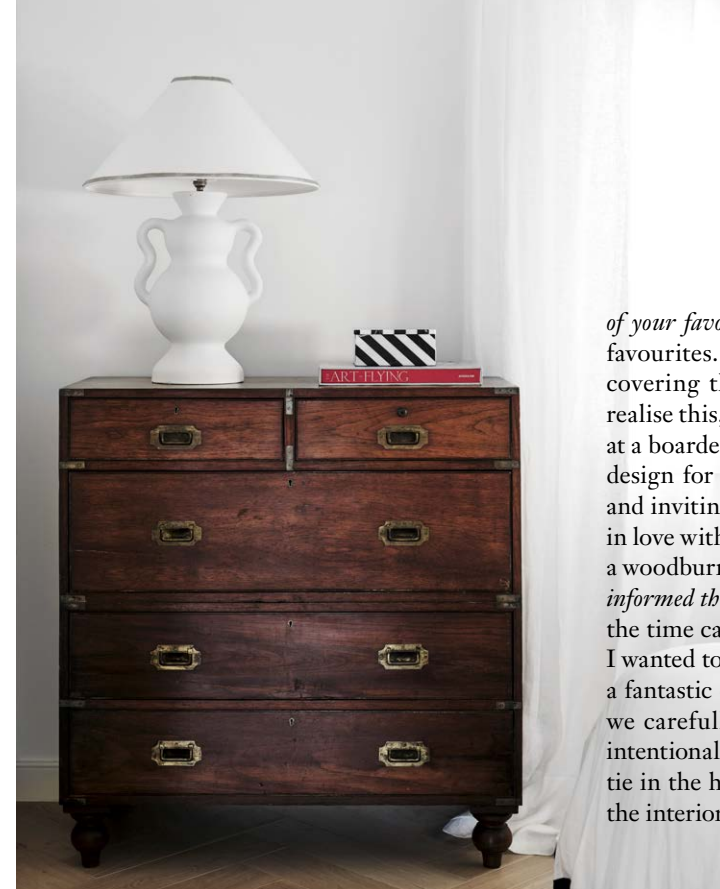 ART FLYING
of your favo
favourites.
covering th
realise this,
at a boarde
design for
and invitin
in love with
a woodburn
informed th
the time ca
I wanted to
a fantastic
we careful
intentional
tie in the h
the interior